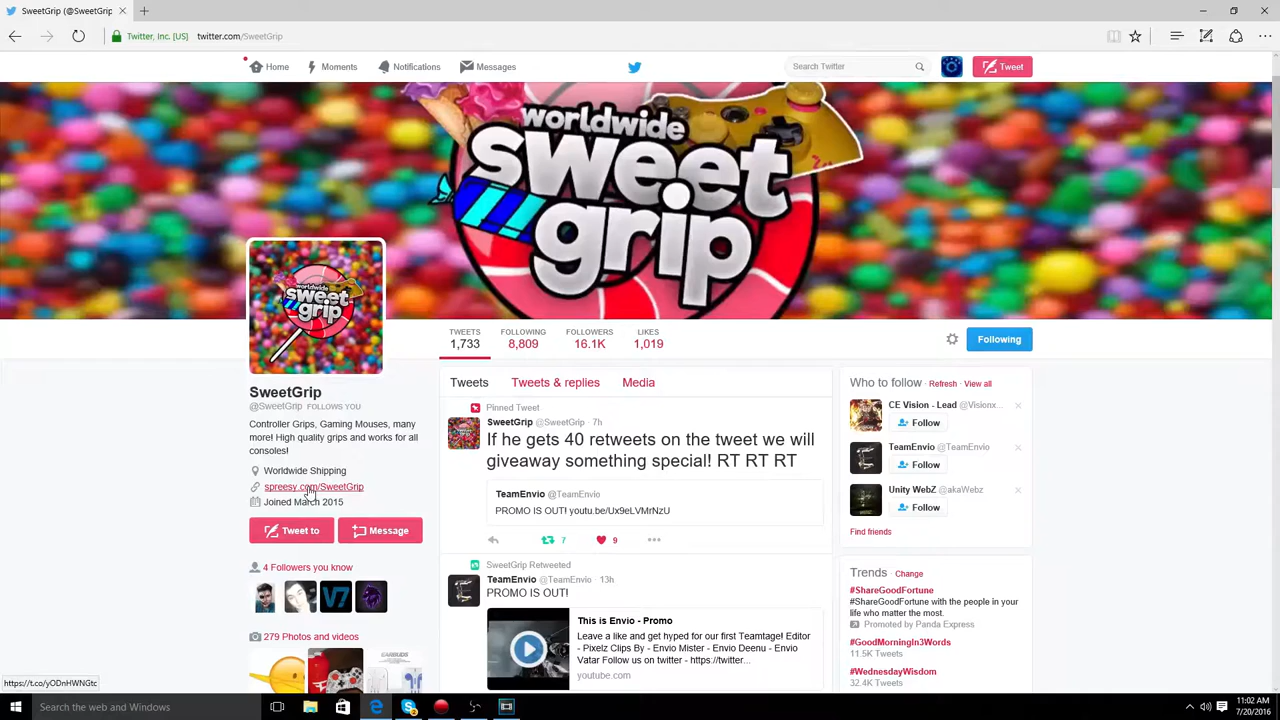 SweetGrip (@SweetGrip)
Twitter, Inc. [US]
twitter.com/SweetGrip
Home
Moments
Notifications
Messages
Search Twitter
Tweet
worldwide
sweet
grip
worldwide
sweet
grip
TWEETS
1,733
FOLLOWING
8,809
FOLLOWERS
16.1K
LIKES
1,019
Following
SweetGrip
@SweetGrip FOLLOWS YOU
Controller Grips, Gaming Mouses, many
more! High quality grips and works for all
consoles!
Worldwide Shipping
spreesy.com/SweetGrip
Joined March 2015
Tweet to
Message
4 Followers you know
279 Photos and videos
EARBUDS
https://t.co/yODnHWNGtc
Tweets
Tweets & replies
Media
Pinned Tweet
SweetGrip @SweetGrip · 7h
If he gets 40 retweets on the tweet we will
giveaway something special! RT RT RT
TeamEnvio @TeamEnvio
PROMO IS OUT! youtu.be/Ux9eLVMrNzU
7
9
SweetGrip Retweeted
TeamEnvio @TeamEnvio · 13h
PROMO IS OUT!
This is Envio - Promo
Leave a like and get hyped for our first Teamtage! Editor
- Pixelz Clips By - Envio Mister - Envio Deenu - Envio
Vatar Follow us on twitter - https://twitter...
youtube.com
Who to follow · Refresh · View all
CE Vision - Lead @Visionx...
Follow
TeamEnvio @TeamEnvio
Follow
Unity WebZ @akaWebz
Follow
Find friends
Trends · Change
#ShareGoodFortune
#ShareGoodFortune with the people in your
life who matter the most.
Promoted by Panda Express
#GoodMorningIn3Words
11.5K Tweets
#WednesdayWisdom
32.4K Tweets
Search the web and Windows
11:02 AM
7/20/2016